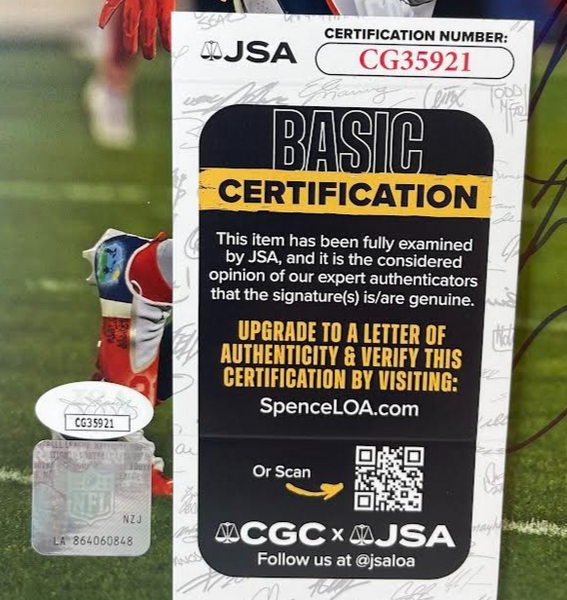 JSA
CERTIFICATION NUMBER:
CG35921
BASIC
CERTIFICATION
This item has been fully examined
by JSA, and it is the considered
opinion of our expert authenticators
that the signature(s) is/are genuine.
UPGRADE TO A LETTER OF
AUTHENTICITY & VERIFY THIS
CERTIFICATION BY VISITING:
SpenceLOA.com
Or Scan
CGC x JSA
Follow us at @jsaloa
CG35921
NFL
NZJ
LA 864060848